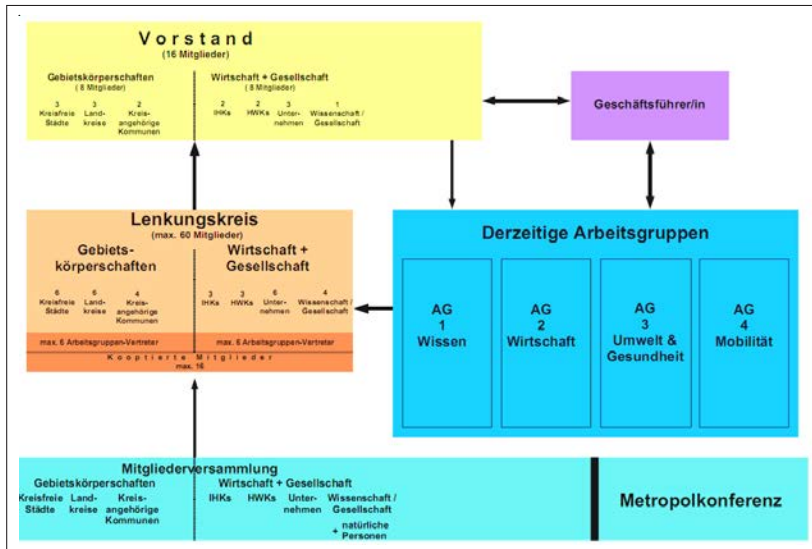 Vorstand
(16 Mitglieder)
Gebietskörperschaften
( 8 Mitglieder)
3
Kreisfreie
Städte
3
Land-
kreise
2
Kreis-
angehörige
Kommunen
Wirtschaft + Gesellschaft
(8 Mitglieder)
2
IHKs
2
HWKs
3
Unter-
nehmen
1
Wissenschaft /
Gesellschaft
Geschäftsführer/in
Lenkungskreis
(max. 60 Mitglieder)
Gebiets-
körperschaften
6
Kreisfreie
Städte
6
Land-
kreise
4
Kreis-
angehörige
Kommunen
Wirtschaft +
Gesellschaft
3
IHKs
3
HWKs
6
Unter-
nehmen
4
Wissenschaft /
Gesellschaft
max. 6 Arbeitsgruppen-Vertreter
max. 6 Arbeitsgruppen-Vertreter
Kooptierte Mitglieder
max. 16
Derzeitige Arbeitsgruppen
AG
1
Wissen
AG
2
Wirtschaft
AG
3
Umwelt &
Gesundheit
AG
4
Mobilität
Mitgliederversammlung
Gebietskörperschaften
Kreisfreie
Städte
Land-
kreise
Kreis-
angehörige
Kommunen
Wirtschaft + Gesellschaft
IHKs
HWKs
Unter-
nehmen
Wissenschaft /
Gesellschaft
+ natürliche
Personen
Metropolkonferenz